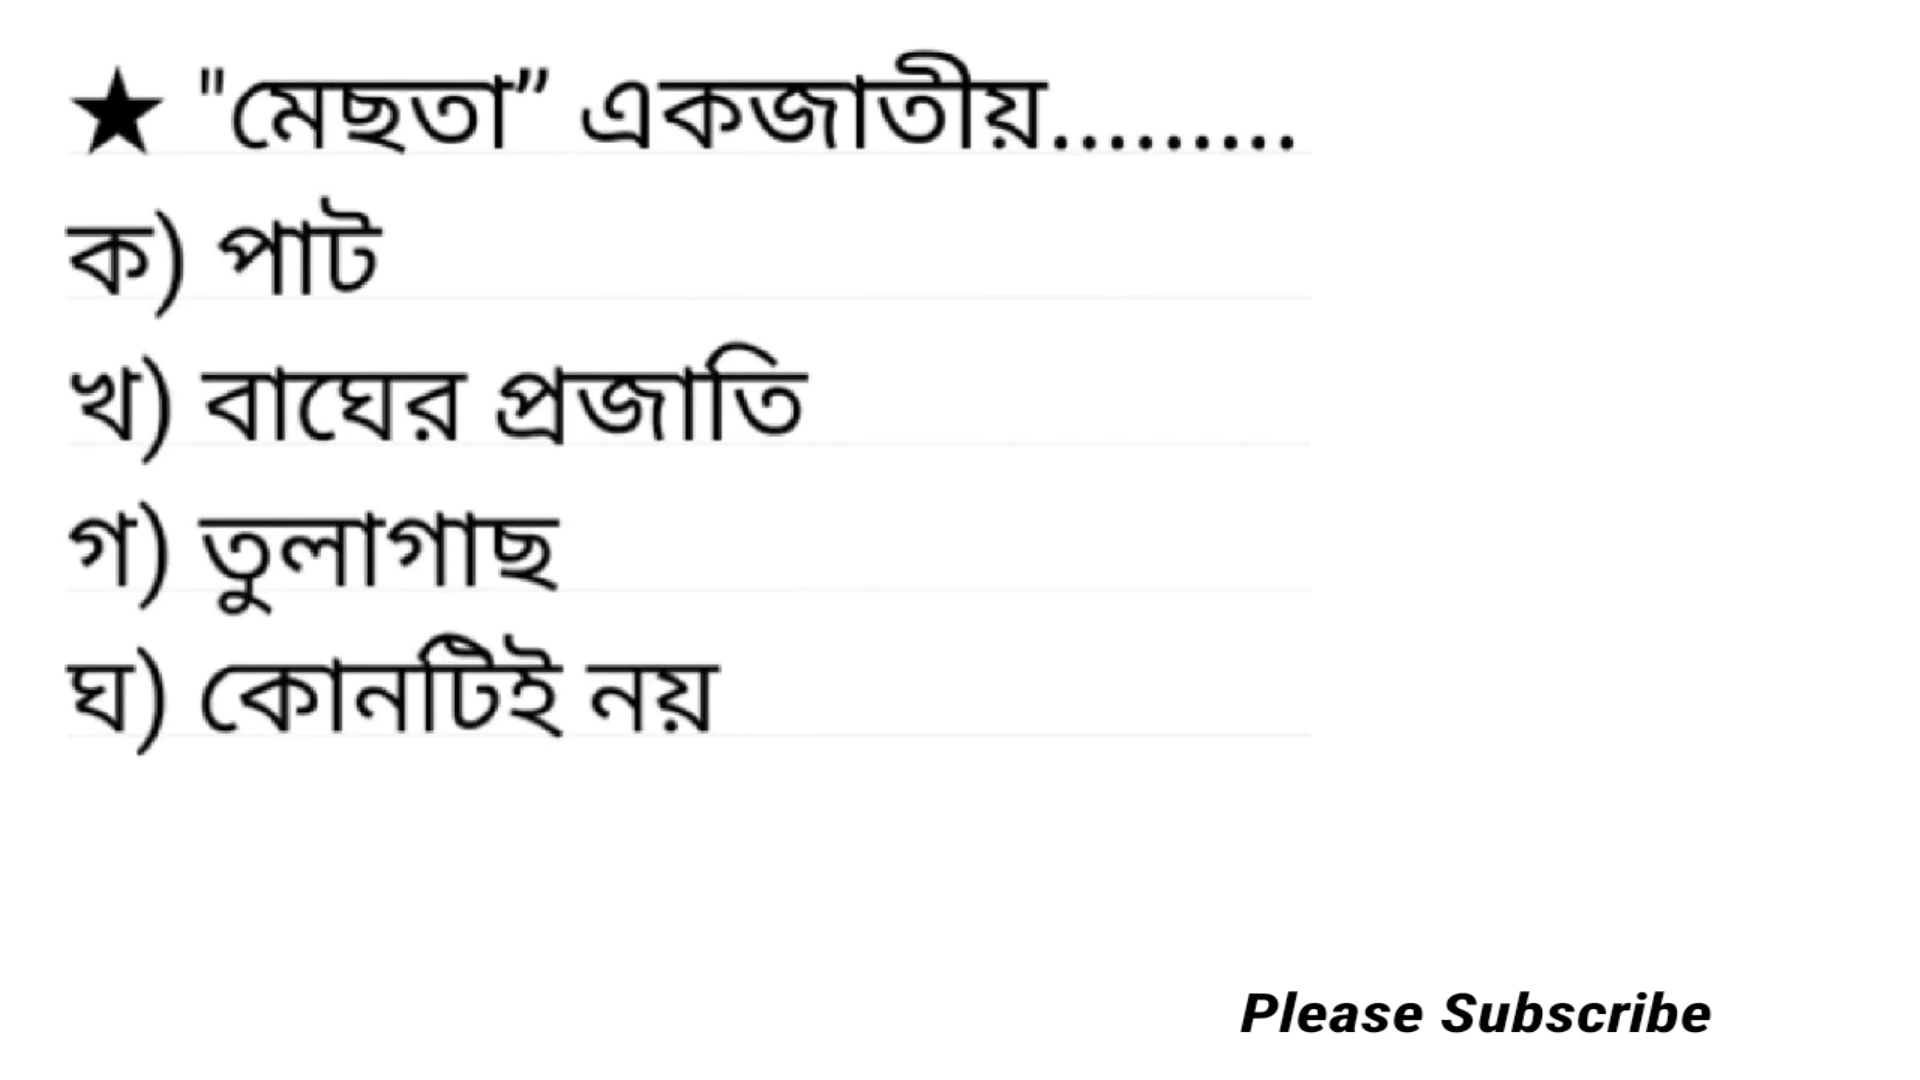 ★ "মেছতা” একজাতীয়.........
ক) পাট
খ) বাঘের প্রজাতি
গ) তুলাগাছ
ঘ) কোনটিই নয়
Please Subscribe